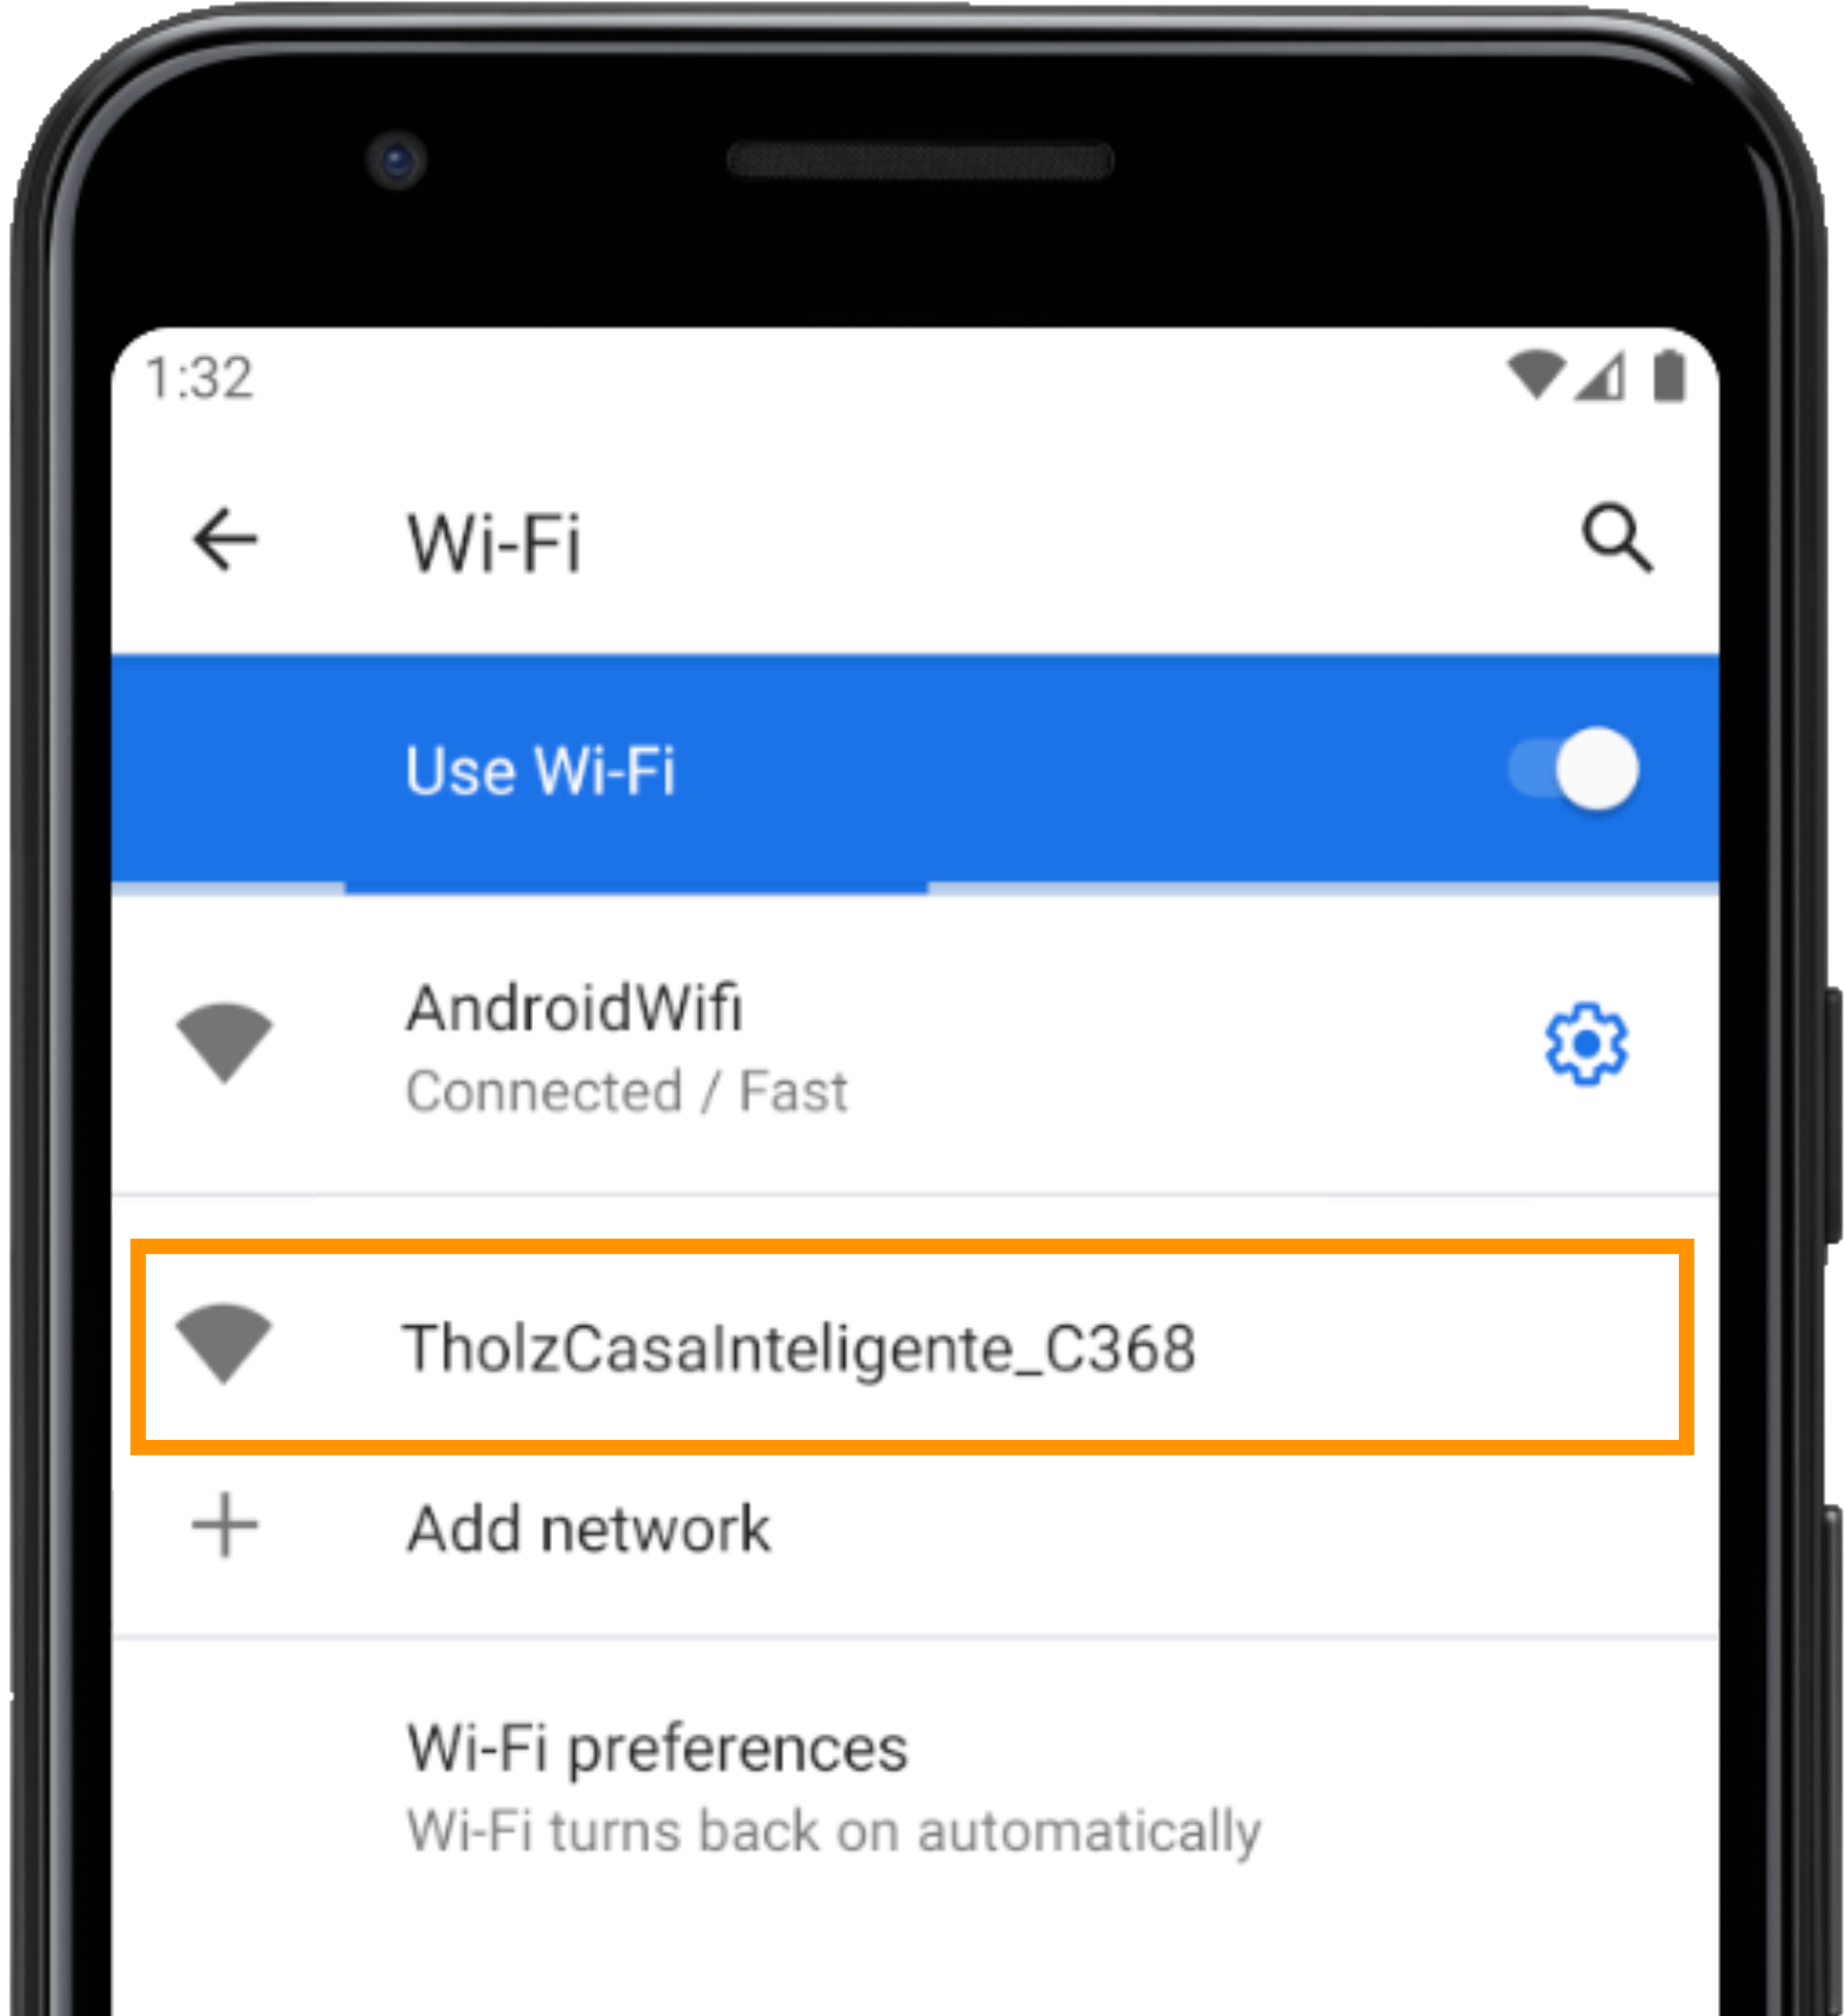 1:32
Wi-Fi
Use Wi-Fi
AndroidWifi
Connected / Fast
TholzCasaInteligente_C368
Add network
Wi-Fi preferences
Wi-Fi turns back on automatically